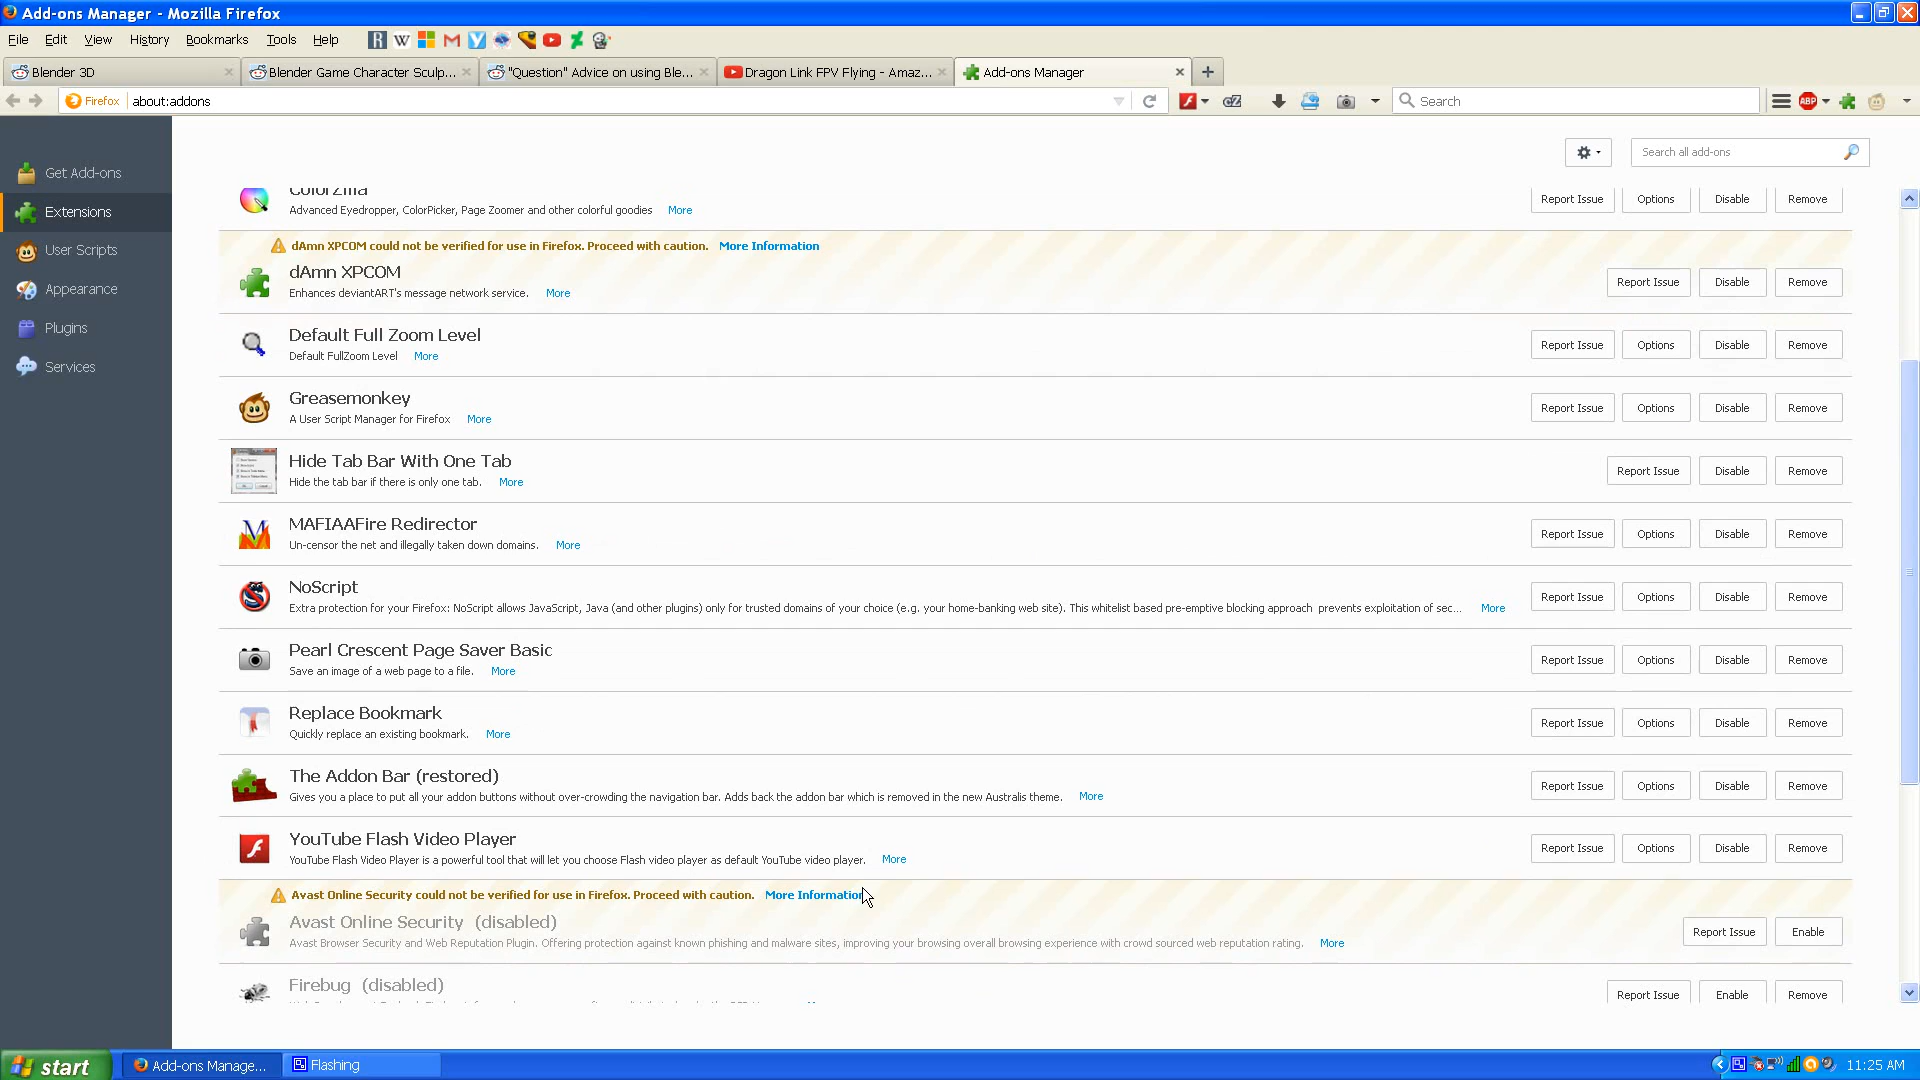 Add-ons Manager - Mozilla Firefox
File Edit View History Bookmarks Tools Help
Blender 3D
Blender Game Character Sculp...
"Question" Advice on using Ble...
Dragon Link FPV Flying - Amaz...
Add-ons Manager
Firefox about:addons
Search
ABP
Get Add-ons
Extensions
User Scripts
Appearance
Plugins
Services
Search all add-ons
ColorZilla
Advanced Eyedropper, ColorPicker, Page Zoomer and other colorful goodies More
Report Issue Options Disable Remove
dAmn XPCOM could not be verified for use in Firefox. Proceed with caution. More Information
dAmn XPCOM
Enhances deviantART's message network service. More
Report Issue Disable Remove
Default Full Zoom Level
Default FullZoom Level More
Report Issue Options Disable Remove
Greasemonkey
A User Script Manager for Firefox More
Report Issue Options Disable Remove
Hide Tab Bar With One Tab
Hide the tab bar if there is only one tab. More
Report Issue Disable Remove
MAFIAAFire Redirector
Un-censor the net and illegally taken down domains. More
Report Issue Options Disable Remove
NoScript
Extra protection for your Firefox: NoScript allows JavaScript, Java (and other plugins) only for trusted domains of your choice (e.g. your home-banking web site). This whitelist based pre-emptive blocking approach prevents exploitation of sec... More
Report Issue Options Disable Remove
Pearl Crescent Page Saver Basic
Save an image of a web page to a file. More
Report Issue Options Disable Remove
Replace Bookmark
Quickly replace an existing bookmark. More
Report Issue Options Disable Remove
The Addon Bar (restored)
Gives you a place to put all your addon buttons without over-crowding the navigation bar. Adds back the addon bar which is removed in the new Australis theme. More
Report Issue Options Disable Remove
YouTube Flash Video Player
YouTube Flash Video Player is a powerful tool that will let you choose Flash video player as default YouTube video player. More
Report Issue Options Disable Remove
Avast Online Security could not be verified for use in Firefox. Proceed with caution. More Information
Avast Online Security (disabled)
Avast Browser Security and Web Reputation Plugin. Offering protection against known phishing and malware sites, improving your browsing overall browsing experience with crowd sourced web reputation rating. More
Report Issue Enable
Firebug (disabled)
Report Issue Enable Remove
start
Add-ons Manage...
Flashing
11:25 AM